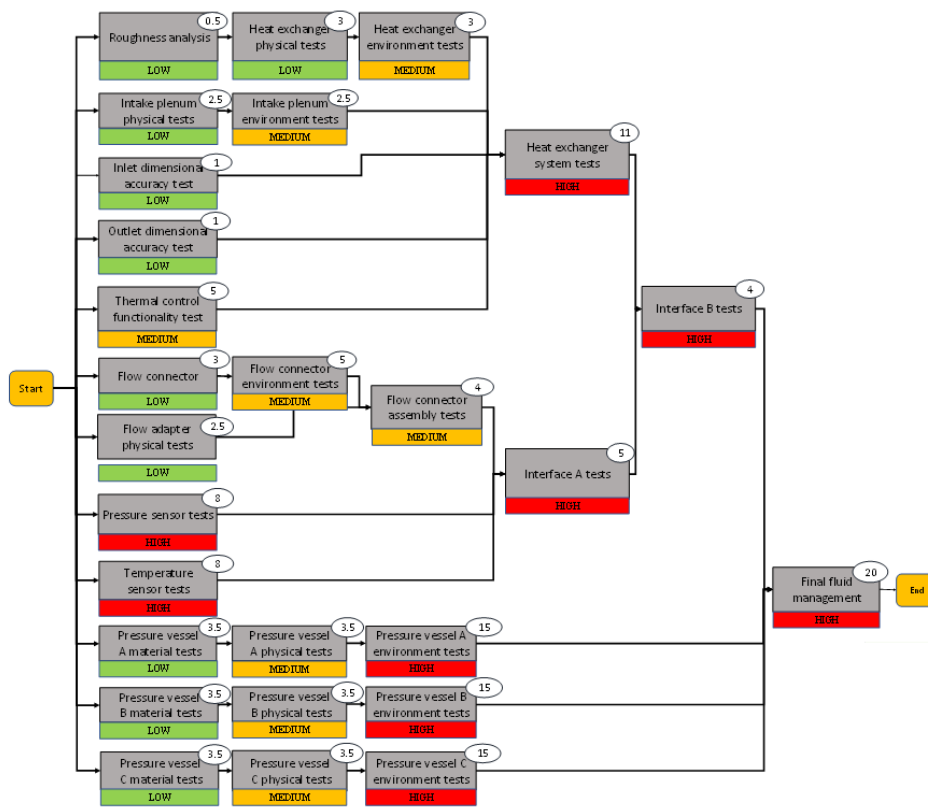 0.5
Roughness analysis
LOW
3
Heat exchanger
physical tests
LOW
3
Heat exchanger
environment tests
MEDIUM
2.5
Intake plenum
physical tests
LOW
2.5
Intake plenum
environment tests
MEDIUM
1
Inlet dimensional
accuracy test
LOW
11
Heat exchanger
system tests
HIGH
1
Outlet dimensional
accuracy test
LOW
5
Thermal control
functionality test
MEDIUM
4
Interface B tests
HIGH
Start
3
Flow connector
LOW
5
Flow connector
environment tests
MEDIUM
4
Flow connector
assembly tests
MEDIUM
2.5
Flow adapter
physical tests
LOW
5
Interface A tests
HIGH
8
Pressure sensor tests
HIGH
8
Temperature
sensor tests
HIGH
20
Final fluid
management
HIGH
End
3.5
Pressure vessel
A material tests
LOW
3.5
Pressure vessel
A physical tests
MEDIUM
15
Pressure vessel A
environment tests
HIGH
3.5
Pressure vessel
B material tests
LOW
3.5
Pressure vessel
B physical tests
MEDIUM
15
Pressure vessel B
environment tests
HIGH
3.5
Pressure vessel
C material tests
LOW
3.5
Pressure vessel
C physical tests
MEDIUM
15
Pressure vessel C
environment tests
HIGH